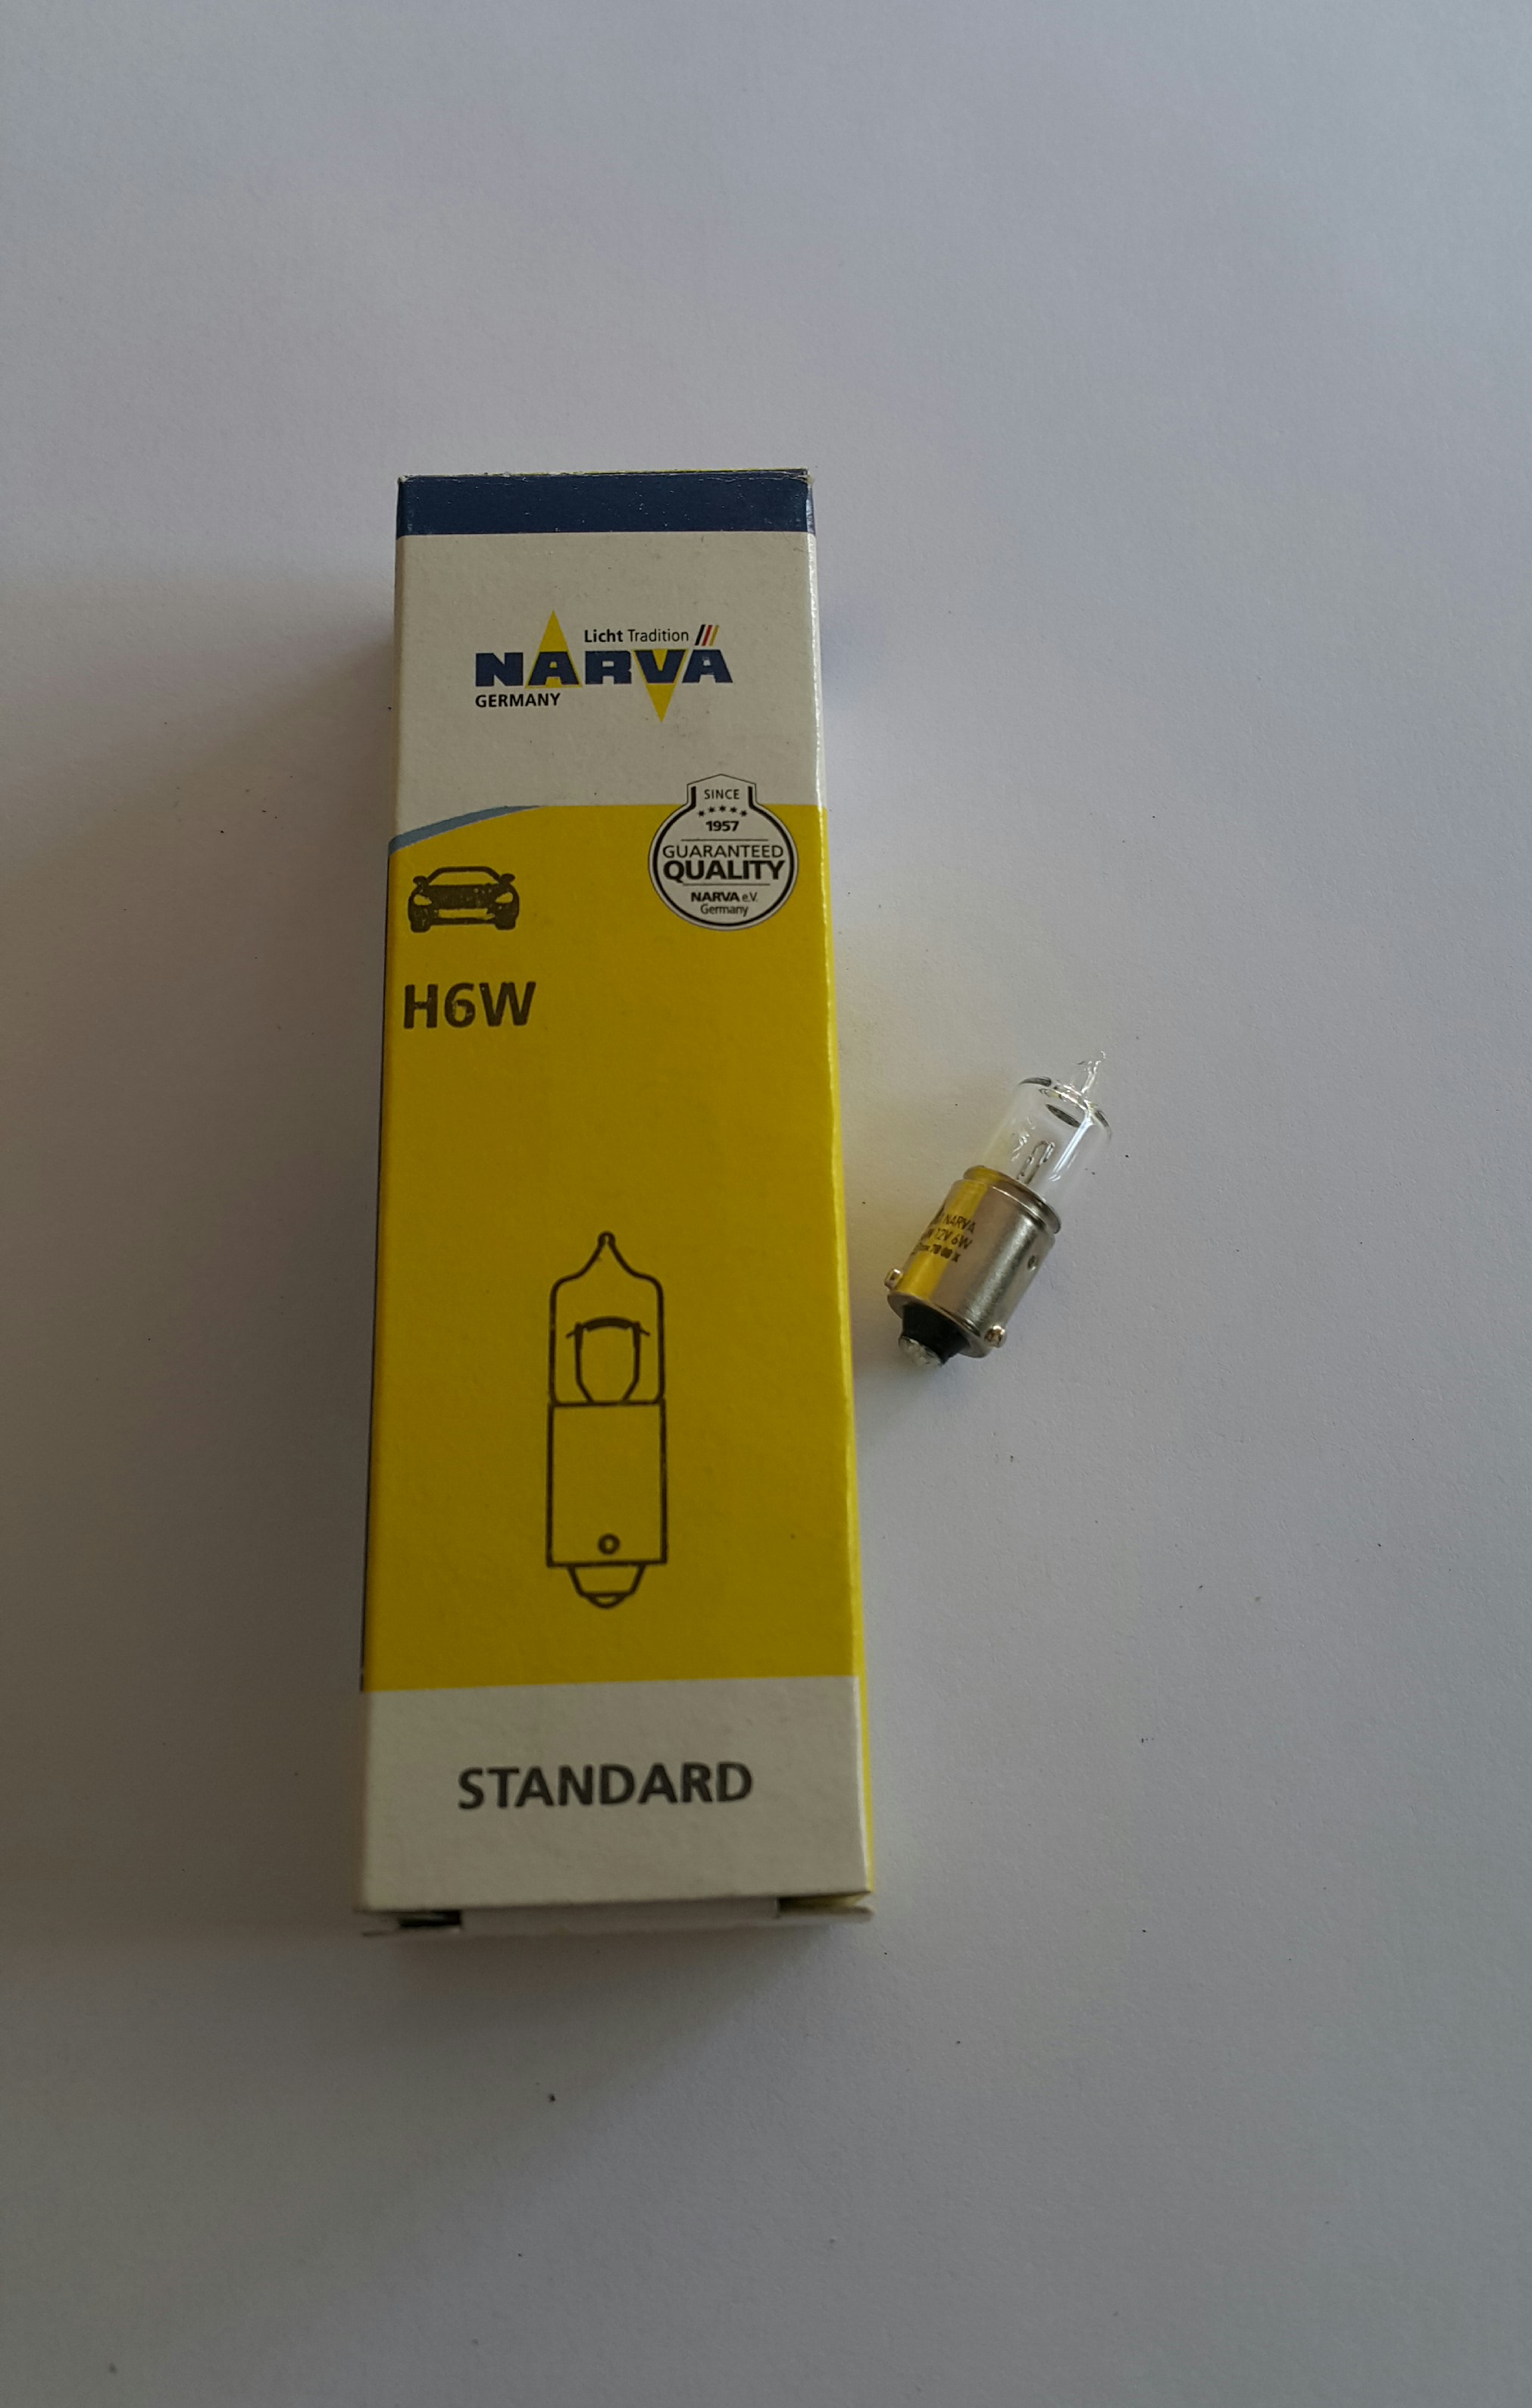 Licht Tradition
NARVA
GERMANY
SINCE
1957
GUARANTEED
QUALITY
NARVA e.V.
Germany
H6W
STANDARD
NARVA
12V 6W